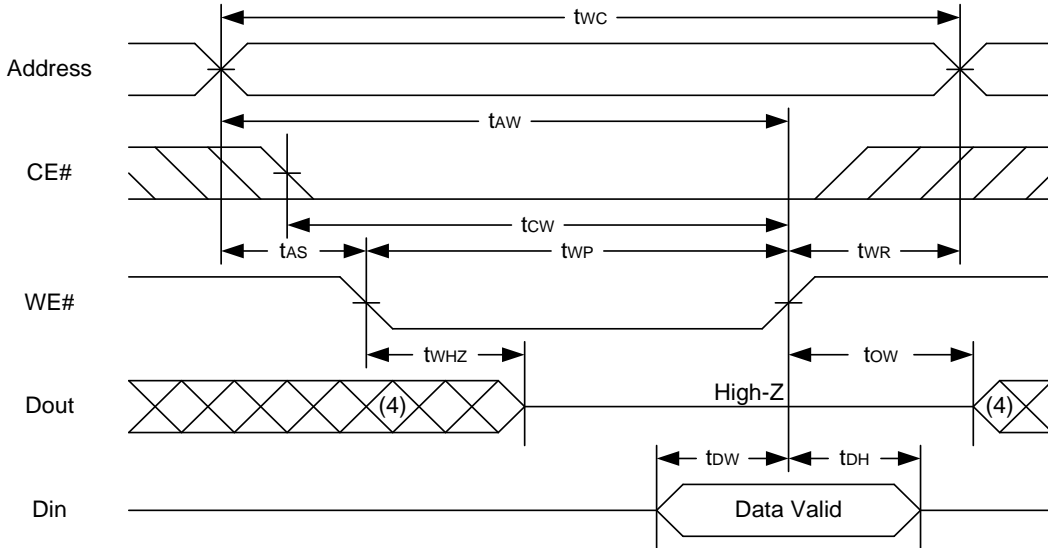 tWC
Address
tAW
CE#
tCW
tAS tWP tWR
WE#
tWHZ tOW
Dout (4) High-Z (4)
tDW tDH
Din Data Valid